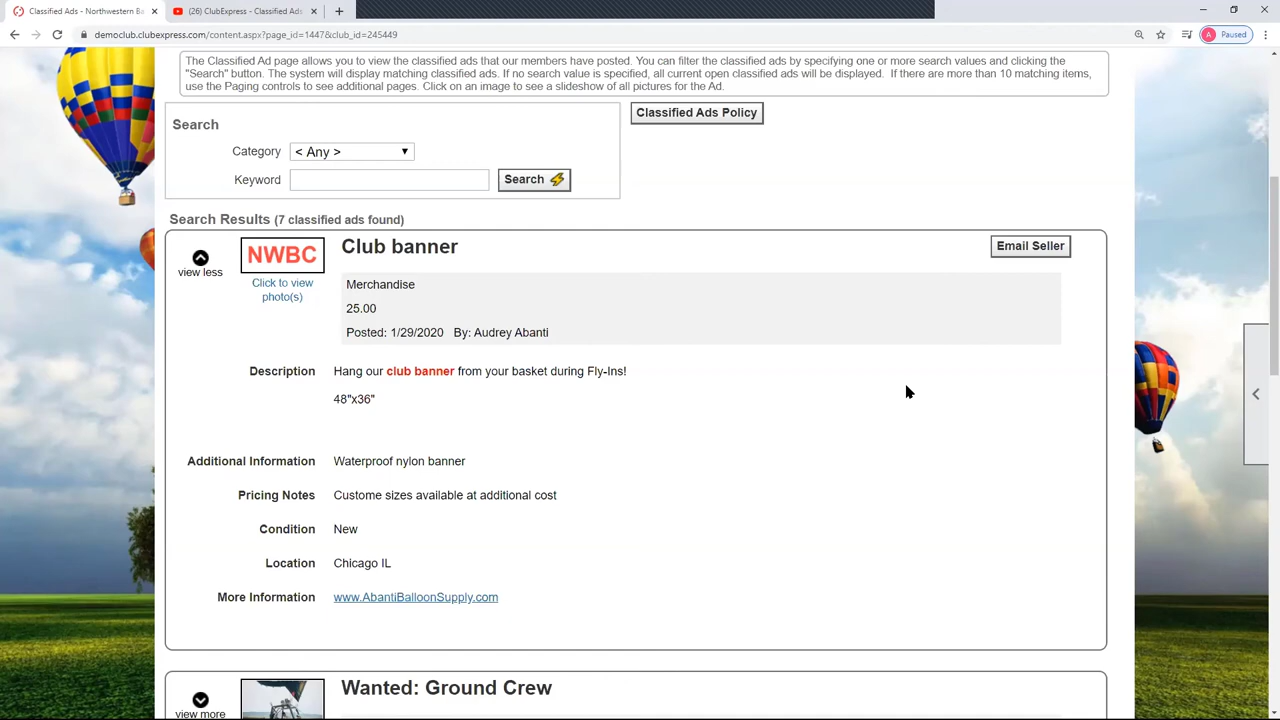 Classified Ads - Northwestern Ba
(26) ClubExpress - Classified Ads
democlub.clubexpress.com/content.aspx?page_id=1447&club_id=245449
A Paused
The Classified Ad page allows you to view the classified ads that our members have posted. You can filter the classified ads by specifying one or more search values and clicking the
"Search" button. The system will display matching classified ads. If no search value is specified, all current open classified ads will be displayed. If there are more than 10 matching items,
use the Paging controls to see additional pages. Click on an image to see a slideshow of all pictures for the Ad.
Search
Classified Ads Policy
Category < Any >
Keyword Search
Search Results (7 classified ads found)
view less
NWBC
Click to view
photo(s)
Club banner
Email Seller
Merchandise
25.00
Posted: 1/29/2020 By: Audrey Abanti
Description Hang our club banner from your basket during Fly-Ins!
48"x36"
Additional Information Waterproof nylon banner
Pricing Notes Custome sizes available at additional cost
Condition New
Location Chicago IL
More Information www.AbantiBalloonSupply.com
view more
Wanted: Ground Crew